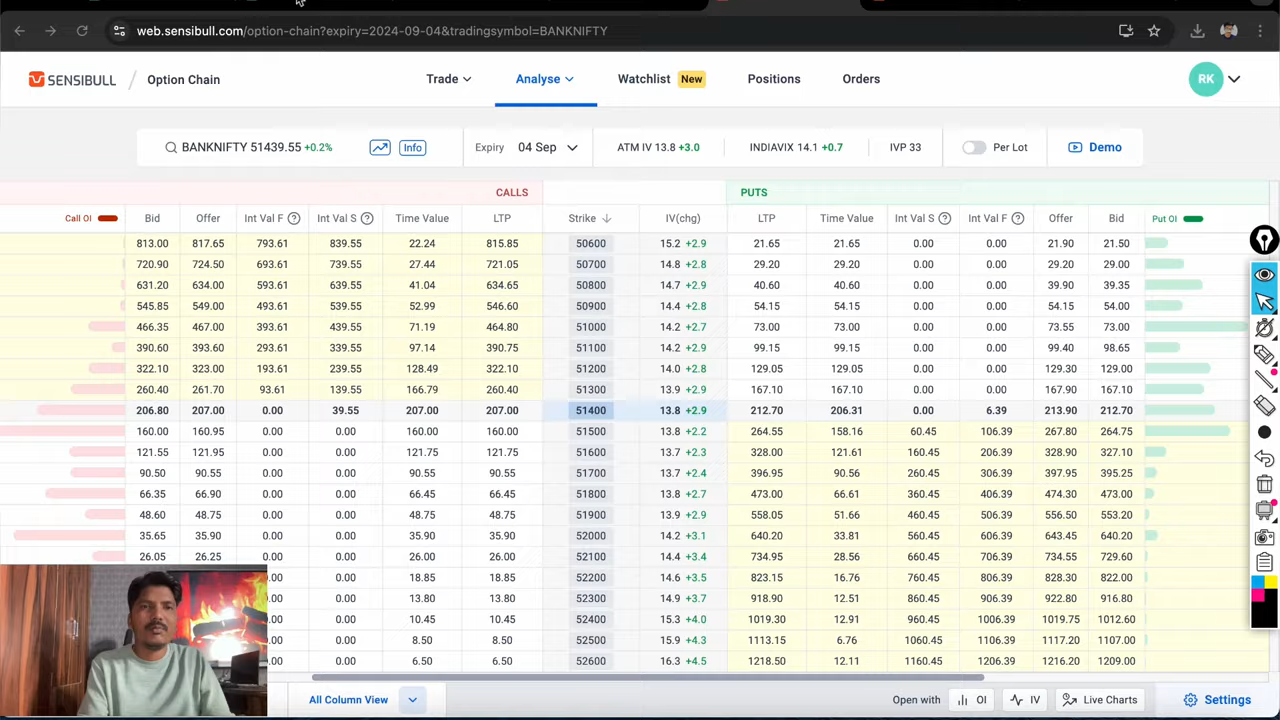 web.sensibull.com/option-chain?expiry=2024-09-04&tradingsymbol=BANKNIFTY
SENSIBULL / Option Chain Trade Analyse Watchlist New Positions Orders RK
BANKNIFTY 51439.55 +0.2% Info Expiry 04 Sep ATM IV 13.8 +3.0 INDIAVIX 14.1 +0.7 IVP 33 Per Lot Demo
CALLS PUTS
Call OI Bid Offer Int Val F Int Val S Time Value LTP Strike IV(chg) LTP Time Value Int Val S Int Val F Offer Bid Put OI
813.00 817.65 793.61 839.55 22.24 815.85 50600 15.2 +2.9 21.65 21.65 0.00 0.00 21.90 21.50
720.90 724.50 693.61 739.55 27.44 721.05 50700 14.8 +2.8 29.20 29.20 0.00 0.00 29.20 29.00
631.20 634.00 593.61 639.55 41.04 634.65 50800 14.7 +2.9 40.60 40.60 0.00 0.00 39.90 39.35
545.85 549.00 493.61 539.55 52.99 546.60 50900 14.4 +2.8 54.15 54.15 0.00 0.00 54.15 54.00
466.35 467.00 393.61 439.55 71.19 464.80 51000 14.2 +2.7 73.00 73.00 0.00 0.00 73.55 73.00
390.60 393.60 293.61 339.55 97.14 390.75 51100 14.2 +2.9 99.15 99.15 0.00 0.00 99.40 98.65
322.10 323.00 193.61 239.55 128.49 322.10 51200 14.0 +2.8 129.05 129.05 0.00 0.00 129.30 129.00
260.40 261.70 93.61 139.55 166.79 260.40 51300 13.9 +2.9 167.10 167.10 0.00 0.00 167.90 167.10
206.80 207.00 0.00 39.55 207.00 207.00 51400 13.8 +2.9 212.70 206.31 0.00 6.39 213.90 212.70
160.00 160.95 0.00 0.00 160.00 160.00 51500 13.8 +2.2 264.55 158.16 60.45 106.39 267.80 264.75
121.55 121.95 0.00 0.00 121.75 121.75 51600 13.7 +2.3 328.00 121.61 160.45 206.39 328.90 327.10
90.50 90.65 0.00 0.00 90.55 90.55 51700 13.7 +2.4 396.95 90.56 260.45 306.39 397.95 395.25
66.35 66.90 0.00 0.00 66.45 66.45 51800 13.8 +2.7 473.00 66.61 360.45 406.39 474.30 473.00
48.60 48.75 0.00 0.00 48.75 48.75 51900 13.9 +2.9 558.05 51.66 460.45 506.39 556.50 553.20
35.65 35.90 0.00 0.00 35.90 35.90 52000 14.2 +3.1 640.20 33.81 560.45 606.39 643.45 640.20
26.05 26.25 0.00 0.00 26.00 26.00 52100 14.4 +3.4 734.95 28.56 660.45 706.39 734.55 729.60
0.00 0.00 18.85 18.85 52200 14.6 +3.5 823.15 16.76 760.45 806.39 828.30 822.00
0.00 0.00 13.80 13.80 52300 14.9 +3.7 918.90 12.51 860.45 906.39 922.80 916.80
0.00 0.00 10.45 10.45 52400 15.3 +4.0 1019.30 12.91 960.45 1006.39 1019.75 1012.60
0.00 0.00 8.50 8.50 52500 15.9 +4.3 1113.15 6.76 1060.45 1106.39 1117.20 1107.00
0.00 0.00 6.50 6.50 52600 16.3 +4.5 1218.50 12.11 1160.45 1206.39 1216.20 1209.00
All Column View Open with OI IV Live Charts Settings